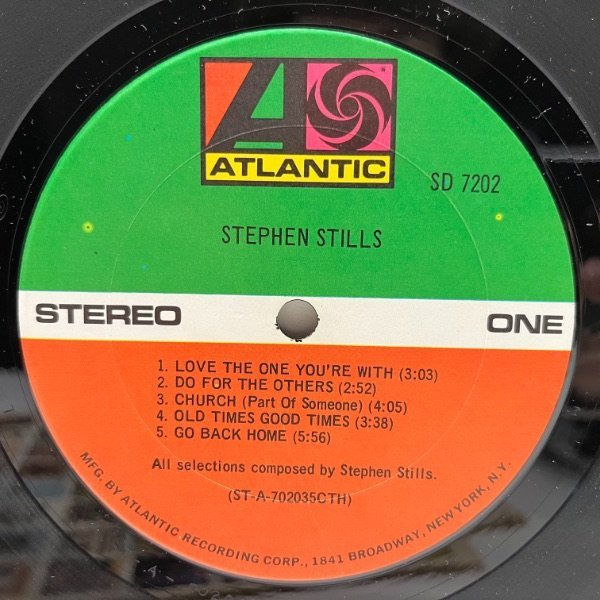 ATLANTIC
SD 7202
STEPHEN STILLS
STEREO
ONE
1. LOVE THE ONE YOU'RE WITH (3:03)
2. DO FOR THE OTHERS (2:52)
3. CHURCH (Part Of Someone) (4:05)
4. OLD TIMES GOOD TIMES (3:38)
5. GO BACK HOME (5:56)
All selections composed by Stephen Stills.
(ST-A-702035CTH)
MFG. BY ATLANTIC RECORDING CORP., 1841 BROADWAY, NEW YORK, N.Y.